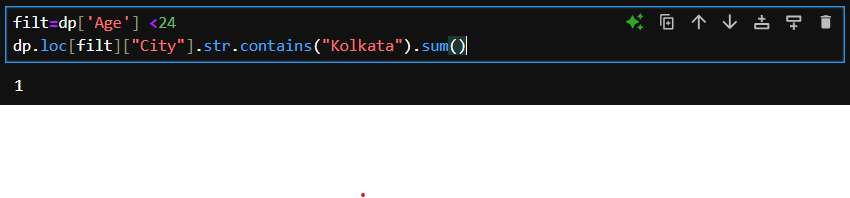 filt=dp['Age'] <24
dp.loc[filt]["City"].str.contains("Kolkata").sum()
1